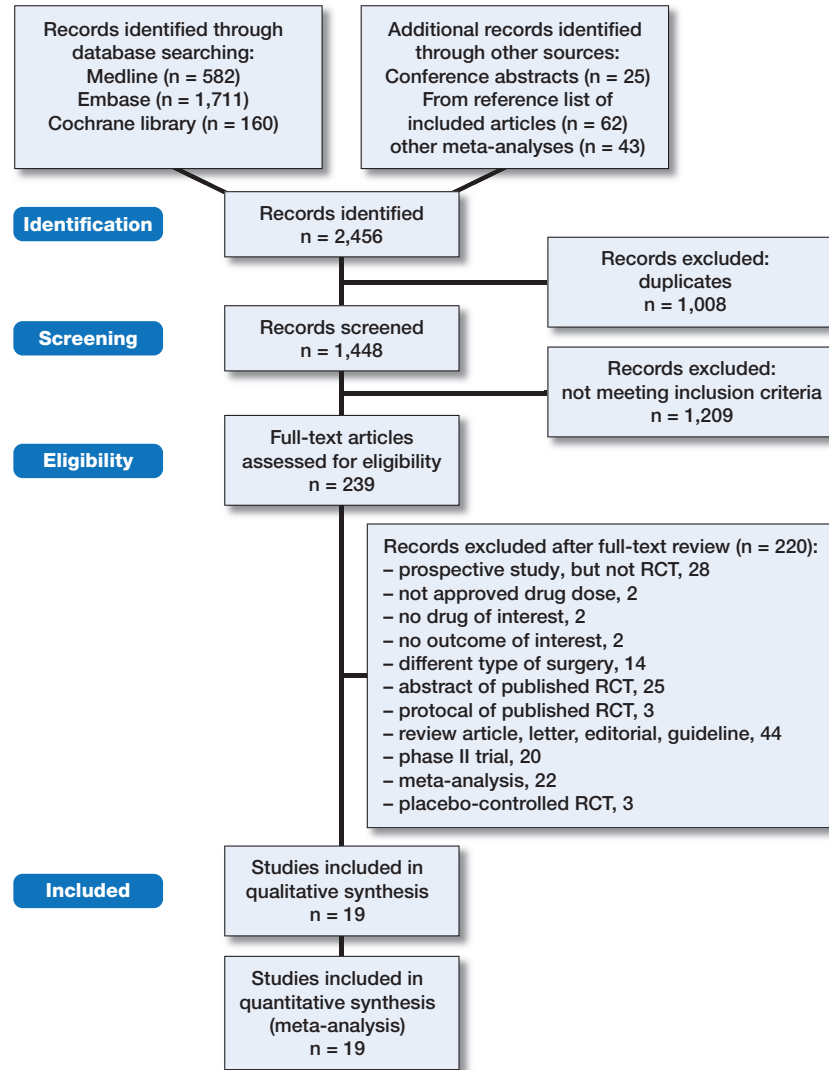 Records identified through
database searching:
Medline (n = 582)
Embase (n = 1,711)
Cochrane library (n = 160)
Additional records identified
through other sources:
Conference abstracts (n = 25)
From reference list of
included articles (n = 62)
other meta-analyses (n = 43)
Identification
Records identified
n = 2,456
Records excluded:
duplicates
n = 1,008
Screening
Records screened
n = 1,448
Records excluded:
not meeting inclusion criteria
n = 1,209
Eligibility
Full-text articles
assessed for eligibility
n = 239
Records excluded after full-text review (n = 220):
– prospective study, but not RCT, 28
– not approved drug dose, 2
– no drug of interest, 2
– no outcome of interest, 2
– different type of surgery, 14
– abstract of published RCT, 25
– protocal of published RCT, 3
– review article, letter, editorial, guideline, 44
– phase II trial, 20
– meta-analysis, 22
– placebo-controlled RCT, 3
Included
Studies included in
qualitative synthesis
n = 19
Studies included in
quantitative synthesis
(meta-analysis)
n = 19